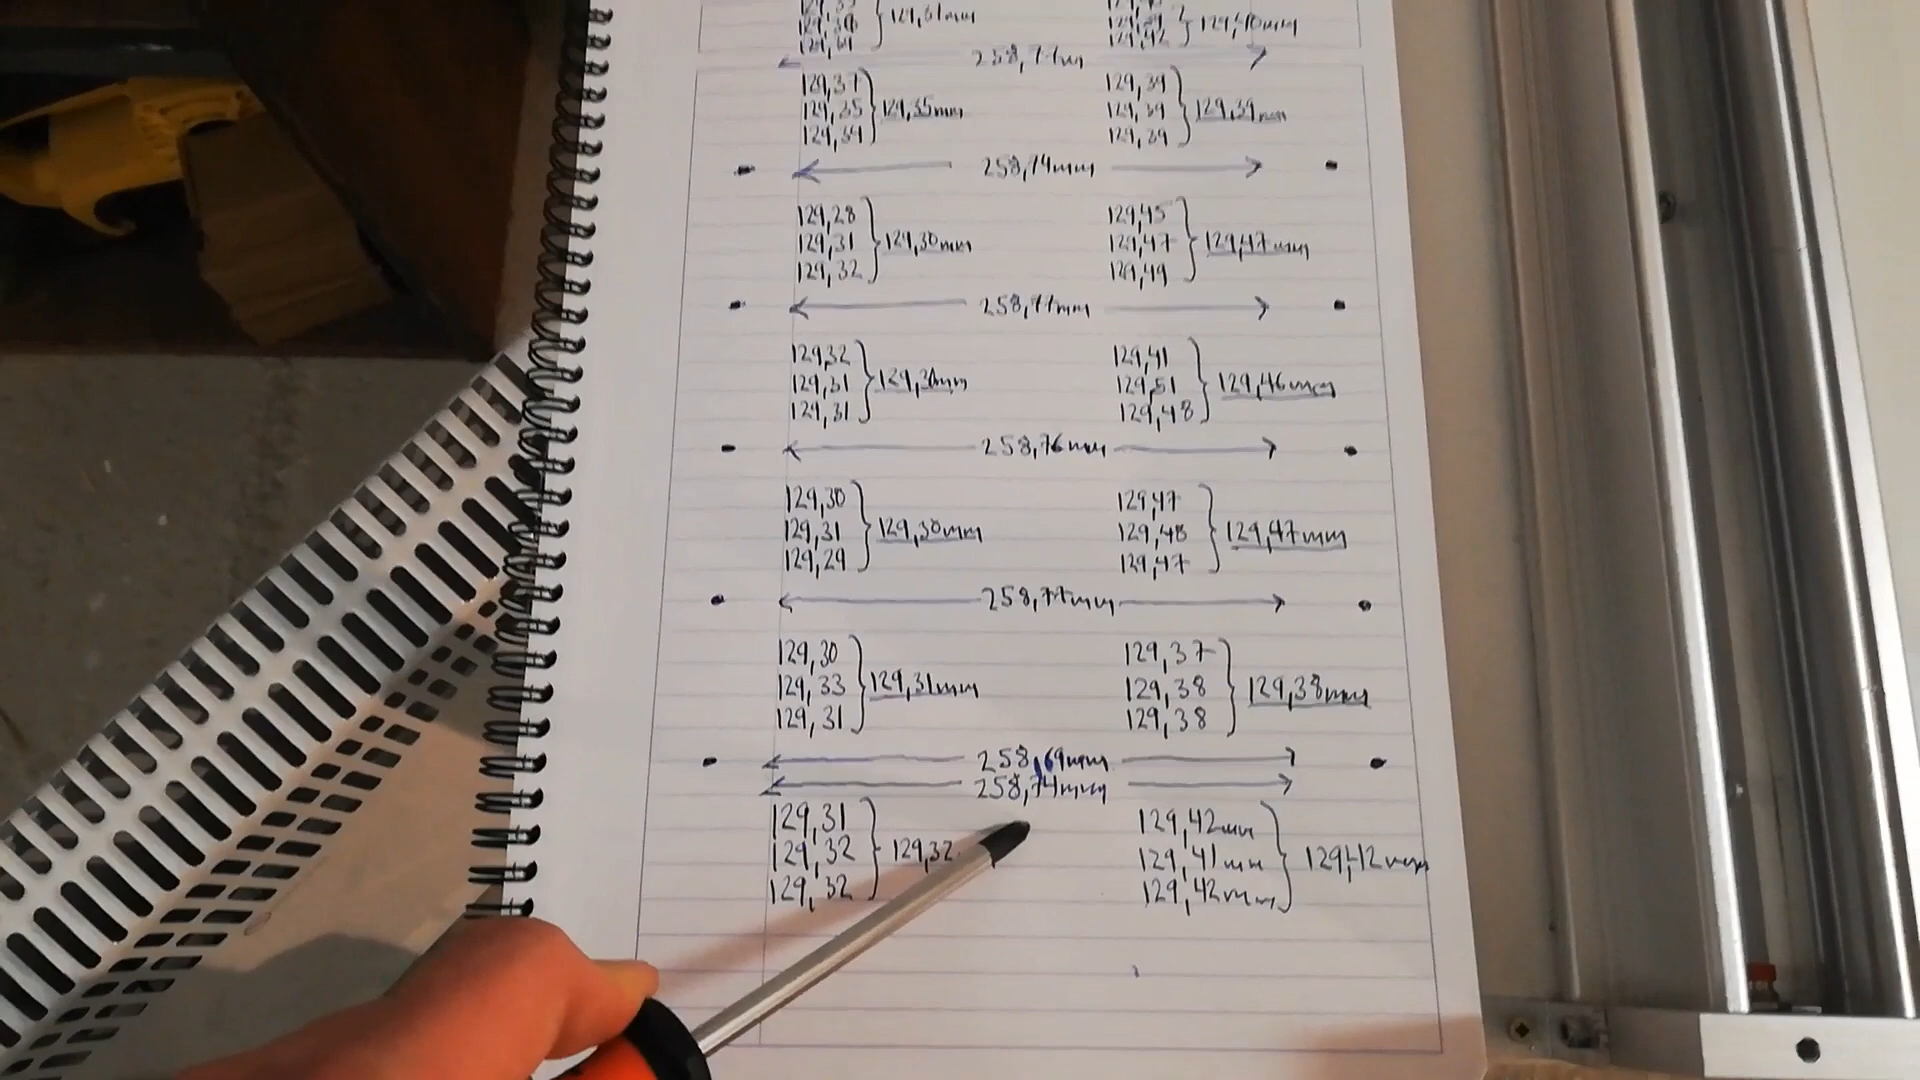 129,61mm 129,40mm
129,42
258,77m
129,37 129,39
129,35 129,35mm 129,39 129,39mm
129,34 129,39
258,74mm
129,28 129,45
129,31 129,30mm 129,47 129,47mm
129,32 129,49
258,77mm
129,32 129,41
129,31 129,30mm 129,51 129,46mm
129,31 129,48
258,76mm
129,30 129,47
129,31 129,30mm 129,48 129,47mm
129,29 129,47
258,77mm
129,30 129,37
129,33 129,31mm 129,38 129,38mm
129,31 129,38
258,69mm
258,74mm
129,31 129,42mm
129,32 129,32 129,41mm 129,42mm
129,32 129,42mm